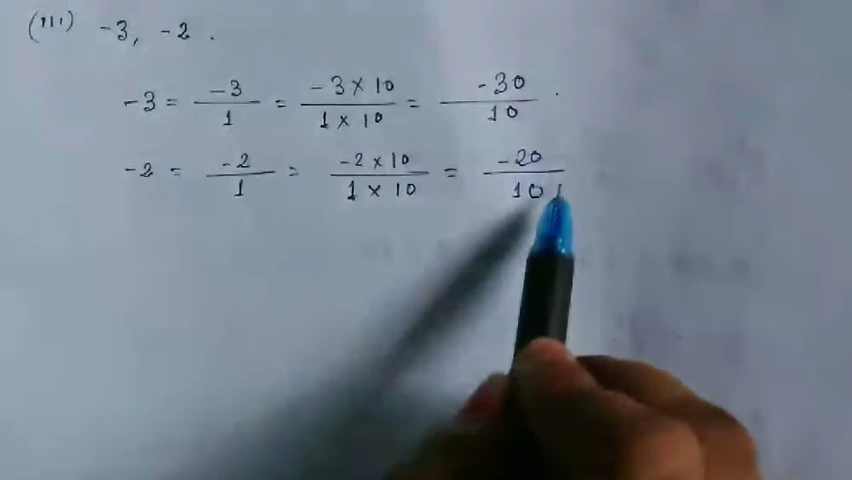 (iii) -3, -2 .
-3 = -3/1 = -3 × 10/1 × 10 = -30/10 .
-2 = -2/1 = -2 × 10/1 × 10 = -20/10